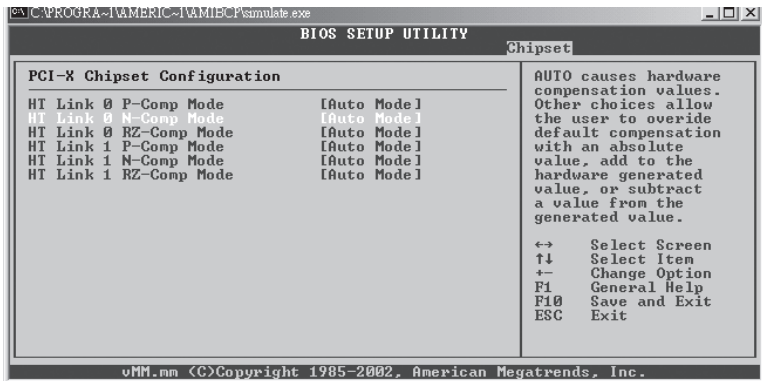 C:\PROGRA~1\AMERIC~1\AMIBCP\simulate.exe
BIOS SETUP UTILITY
Chipset
PCI-X Chipset Configuration
HT Link 0 P-Comp Mode [Auto Mode]
HT Link 0 N-Comp Mode [Auto Mode]
HT Link 0 RZ-Comp Mode [Auto Mode]
HT Link 1 P-Comp Mode [Auto Mode]
HT Link 1 N-Comp Mode [Auto Mode]
HT Link 1 RZ-Comp Mode [Auto Mode]
AUTO causes hardware
compensation values.
Other choices allow
the user to overide
default compensation
with an absolute
value, add to the
hardware generated
value, or subtract
a value from the
generated value.
↔ Select Screen
↑↓ Select Item
+- Change Option
F1 General Help
F10 Save and Exit
ESC Exit
vMM.mm (C)Copyright 1985-2002, American Megatrends, Inc.